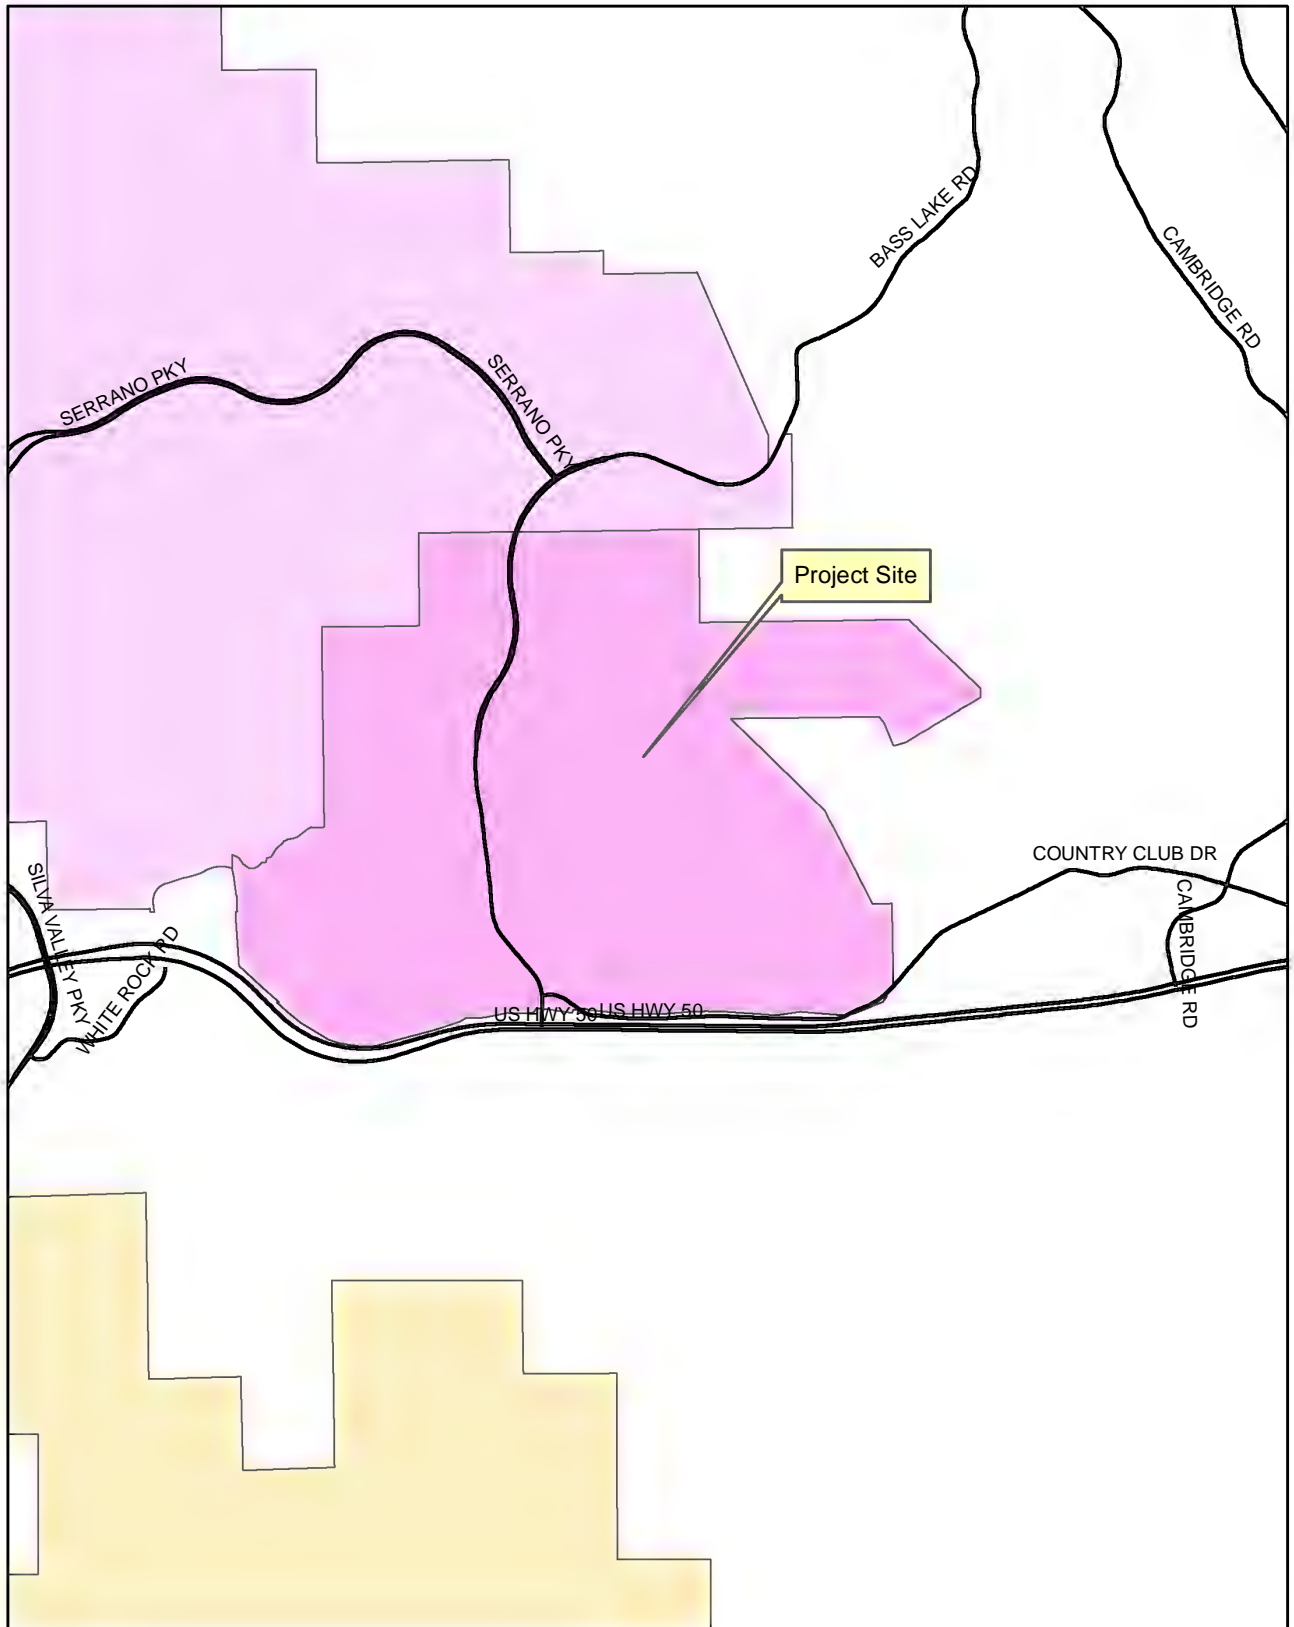 BASS LAKE RD
CAMBRIDGE RD
SERRANO PKY
SERRANO PKY
Project Site
COUNTRY CLUB DR
SILVA VALLEY PKY
WHITE ROCK RD
CAMBRIDGE RD
US HWY 50
US HWY 50